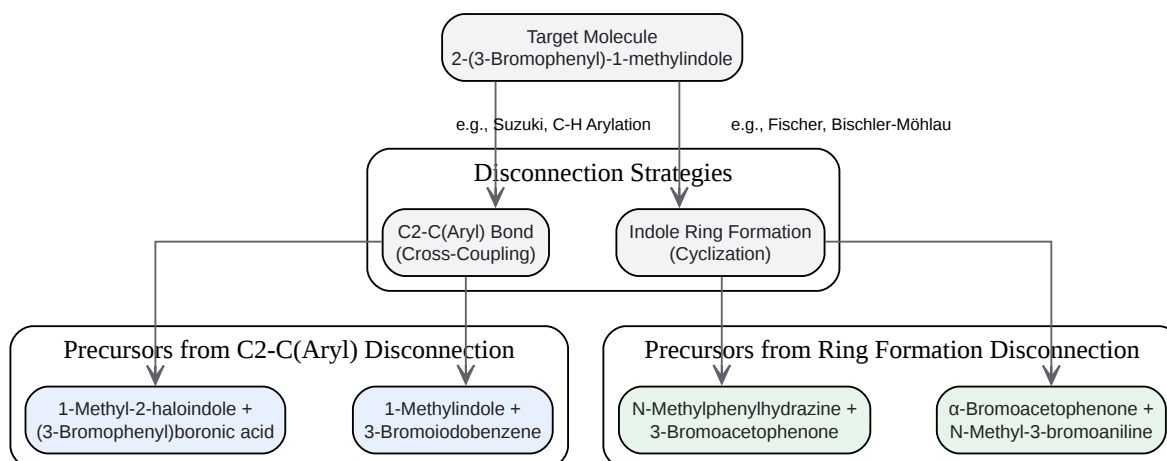 Target Molecule
2-(3-Bromophenyl)-1-methylindole
e.g., Suzuki, C-H Arylation
e.g., Fischer, Bischler-Möhlau
Disconnection Strategies
C2-C(Aryl) Bond
(Cross-Coupling)
Indole Ring Formation
(Cyclization)
Precursors from C2-C(Aryl) Disconnection
Precursors from Ring Formation Disconnection
1-Methyl-2-haloindole +
(3-Bromophenyl)boronic acid
1-Methylindole +
3-Bromoiodobenzene
N-Methylphenylhydrazine +
3-Bromoacetophenone
α-Bromoacetophenone +
N-Methyl-3-bromoaniline